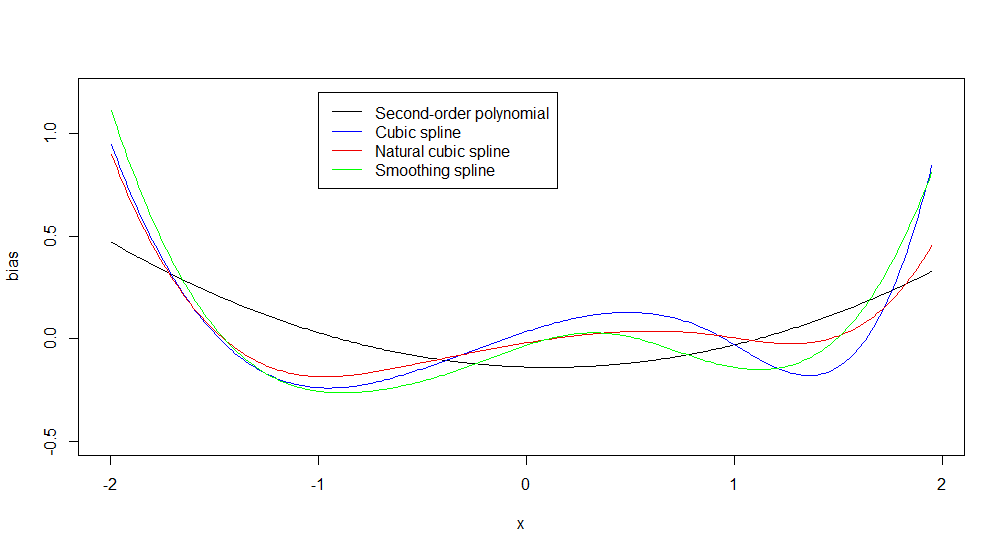 Second-order polynomial
Cubic spline
Natural cubic spline
Smoothing spline
1.0
0.5
0.0
-0.5
bias
-2
-1
0
1
2
x